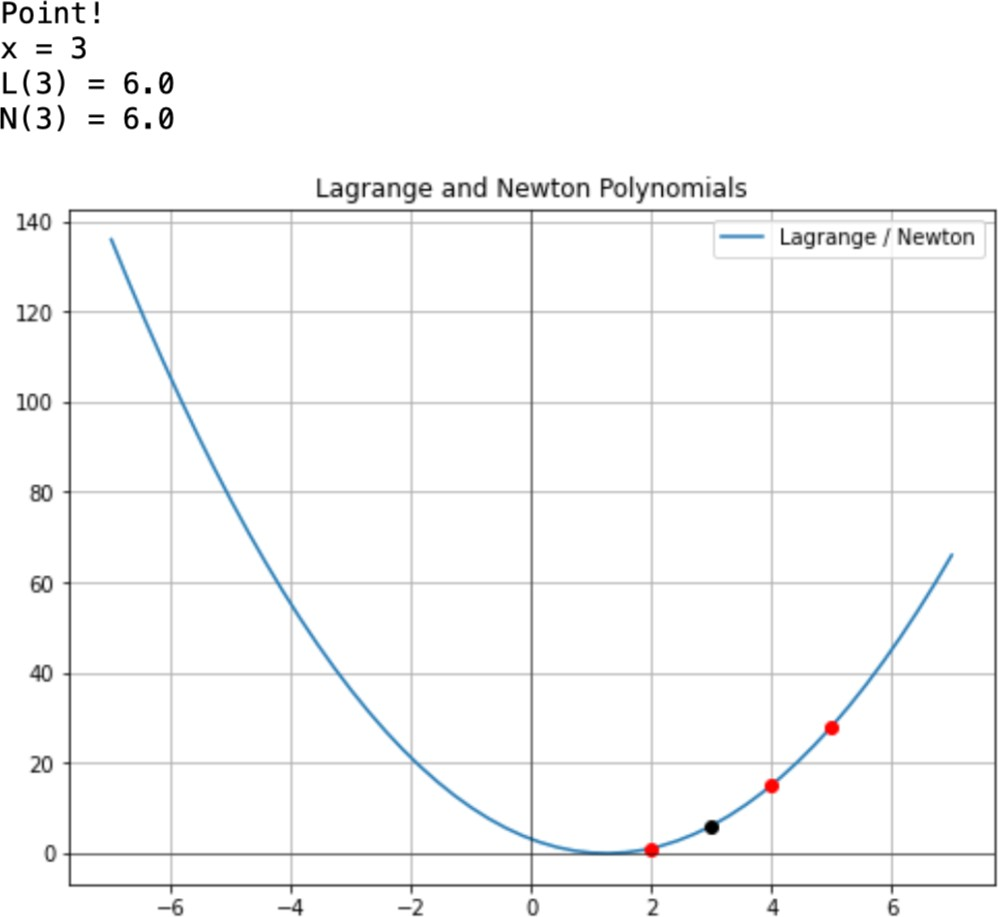 Point!
x = 3
L(3) = 6.0
N(3) = 6.0
Lagrange and Newton Polynomials
Lagrange / Newton
140
120
100
80
60
40
20
0
−6 −4 −2 0 2 4 6